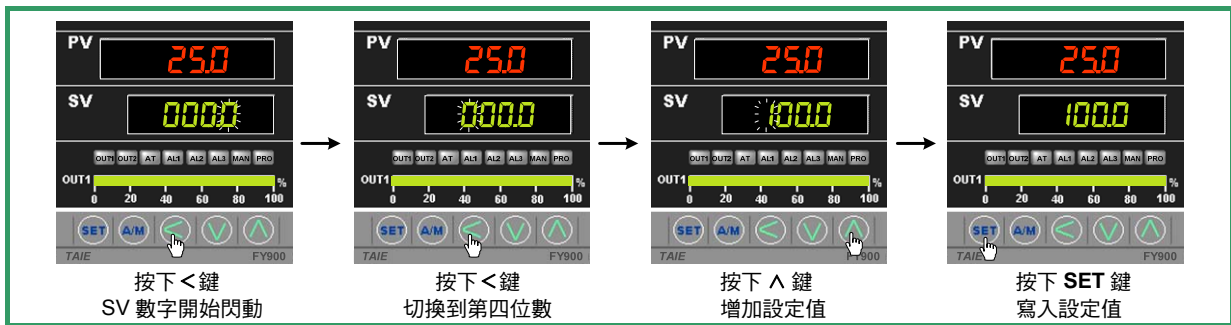 PV
25.0
SV
000.0
OUT1 OUT2 AT AL1 AL2 AL3 MAN PRO
OUT1 %
0 20 40 60 80 100
SET A/M < ∨ ∧
TAIE FY900
按下 < 鍵
SV 數字開始閃動
PV
25.0
SV
000.0
OUT1 OUT2 AT AL1 AL2 AL3 MAN PRO
OUT1 %
0 20 40 60 80 100
SET A/M < ∨ ∧
TAIE FY900
按下 < 鍵
切換到第四位數
PV
25.0
SV
100.0
OUT1 OUT2 AT AL1 AL2 AL3 MAN PRO
OUT1 %
0 20 40 60 80 100
SET A/M < ∨ ∧
TAIE FY900
按下 ∧ 鍵
增加設定值
PV
25.0
SV
100.0
OUT1 OUT2 AT AL1 AL2 AL3 MAN PRO
OUT1 %
0 20 40 60 80 100
SET A/M < ∨ ∧
TAIE FY900
按下 SET 鍵
寫入設定值